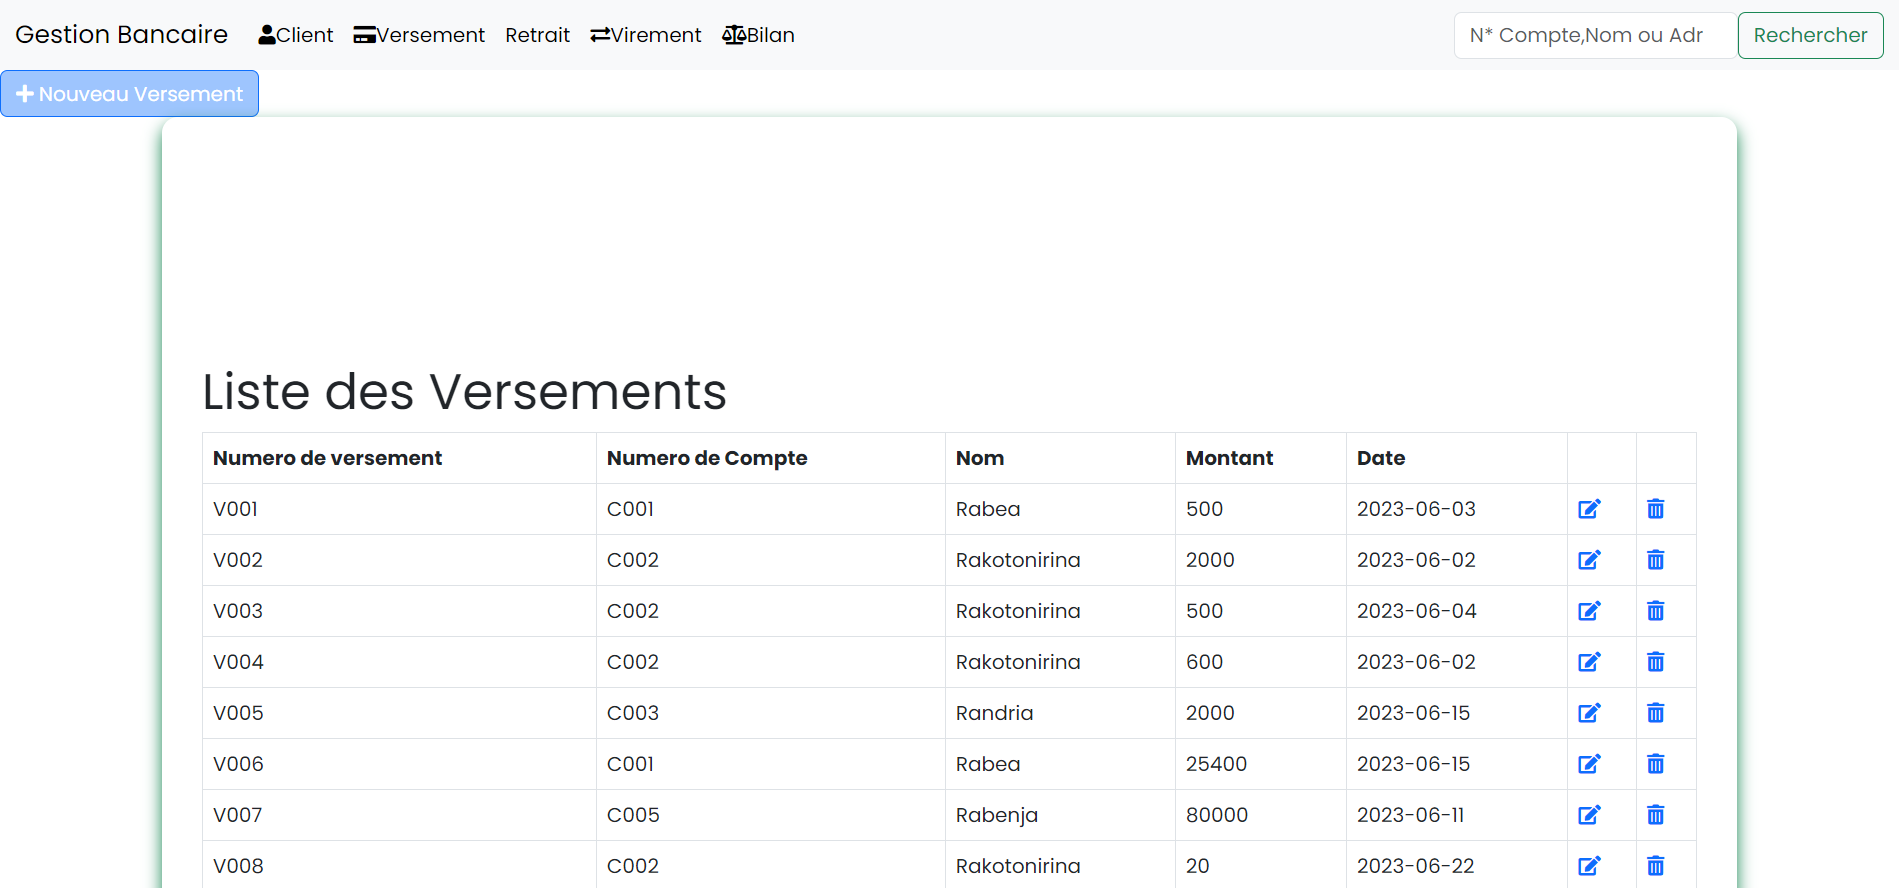 Gestion Bancaire Client Versement Retrait Virement Bilan N* Compte,Nom ou Adr Rechercher
Nouveau Versement
Liste des Versements
Numero de versement Numero de Compte Nom Montant Date
V001 C001 Rabea 500 2023-06-03
V002 C002 Rakotonirina 2000 2023-06-02
V003 C002 Rakotonirina 500 2023-06-04
V004 C002 Rakotonirina 600 2023-06-02
V005 C003 Randria 2000 2023-06-15
V006 C001 Rabea 25400 2023-06-15
V007 C005 Rabenja 80000 2023-06-11
V008 C002 Rakotonirina 20 2023-06-22